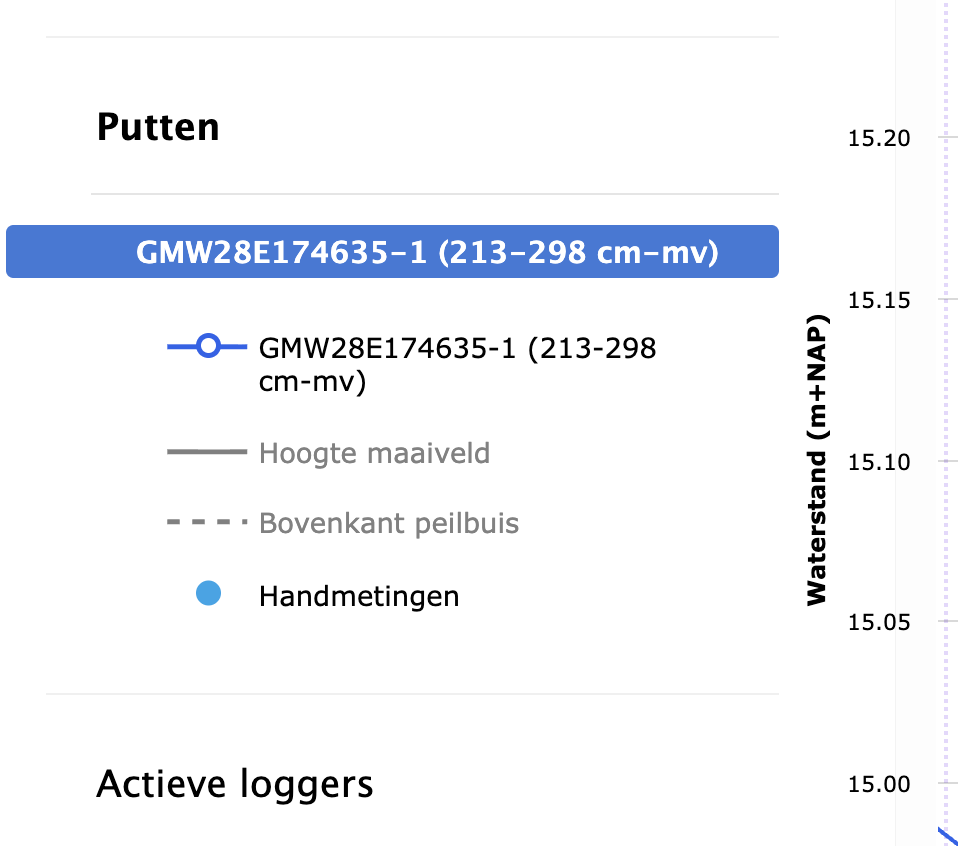 Putten
GMW28E174635-1 (213-298 cm-mv)
GMW28E174635-1 (213-298
cm-mv)
Hoogte maaiveld
Bovenkant peilbuis
Handmetingen
Actieve loggers
Waterstand (m+NAP)
15.20
15.15
15.10
15.05
15.00